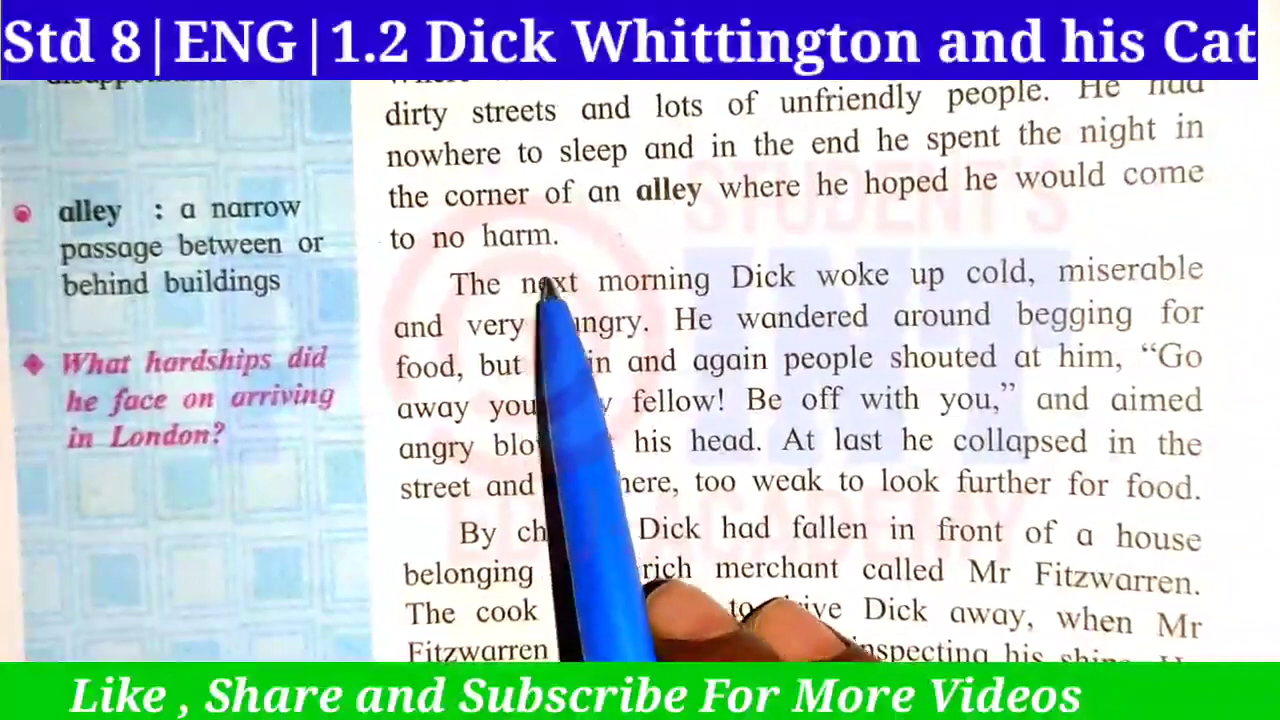 Std 8|ENG|1.2 Dick Whittington and his Cat
dirty streets and lots of unfriendly people. He had
nowhere to sleep and in the end he spent the night in
the corner of an alley where he hoped he would come
to no harm.
alley : a narrow
passage between or
behind buildings
What hardships did
he face on arriving
in London?
The next morning Dick woke up cold, miserable
and very ungry. He wandered around begging for
food, but in and again people shouted at him, “Go
away you fellow! Be off with you,” and aimed
angry blo his head. At last he collapsed in the
street and here, too weak to look further for food.
By ch Dick had fallen in front of a house
belonging rich merchant called Mr Fitzwarren.
The cook to drive Dick away, when Mr
Fitzwarren inspecting his ships.
STUDENT'S
ACADEMY
Like , Share and Subscribe For More Videos